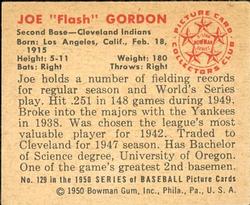 JOE "Flash" GORDON
Second Base—Cleveland Indians
Born: Los Angeles, Calif., Feb. 18,
1915
Height: 5-11 Weight: 180
Bats: Right Throws: Right
PICTURE CARD
COLLECTORS CLUB
BOWMAN
Joe holds a number of fielding records
for regular season and World's Series
play. Hit .251 in 148 games during 1949.
Broke into the majors with the Yankees
in 1938. Was chosen the league's most
valuable player for 1942. Traded to
Cleveland for 1947 season. Has Bachelor
of Science degree, University of Oregon.
One of the game's greatest 2nd basemen.
No. 129 in the 1950 SERIES of BASEBALL Picture Cards
©1950 Bowman Gum, Inc., Phila., Pa., U. S. A.